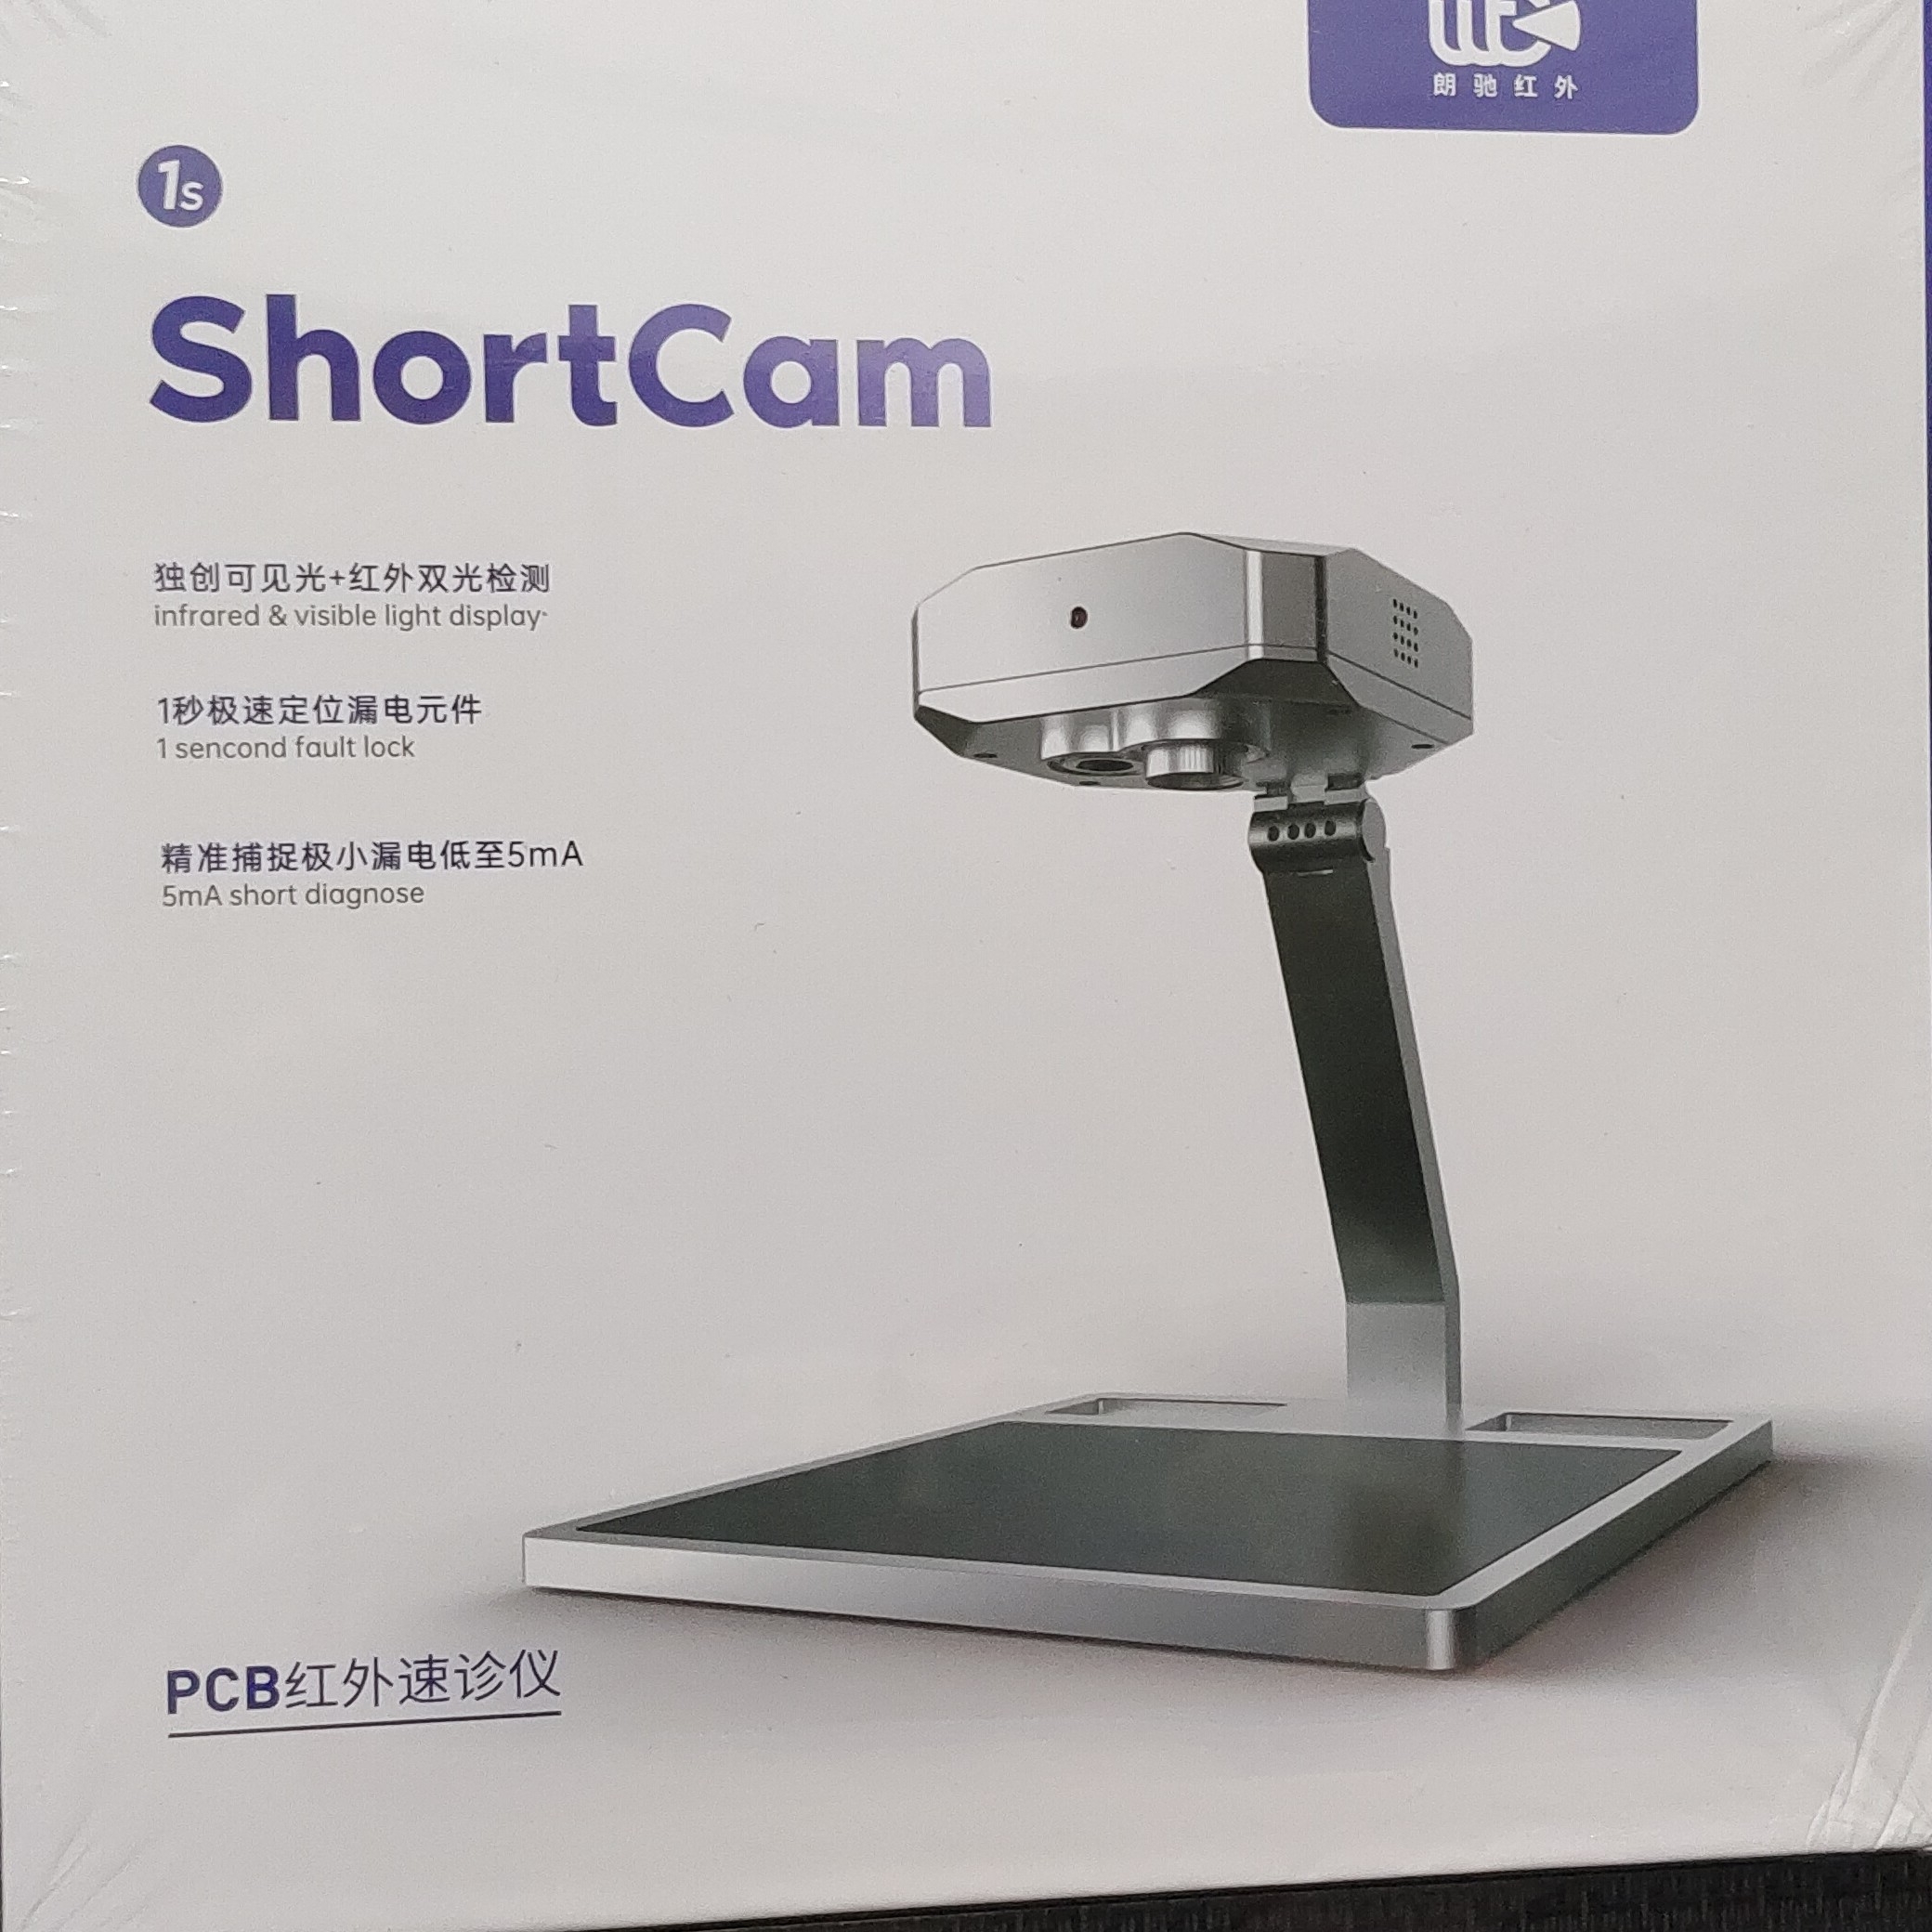 朗驰红外
1s
ShortCam
独创可见光+红外双光检测
infrared & visible light display
1秒极速定位漏电元件
1 sencond fault lock
精准捕捉极小漏电低至5mA
5mA short diagnose
PCB红外速诊仪